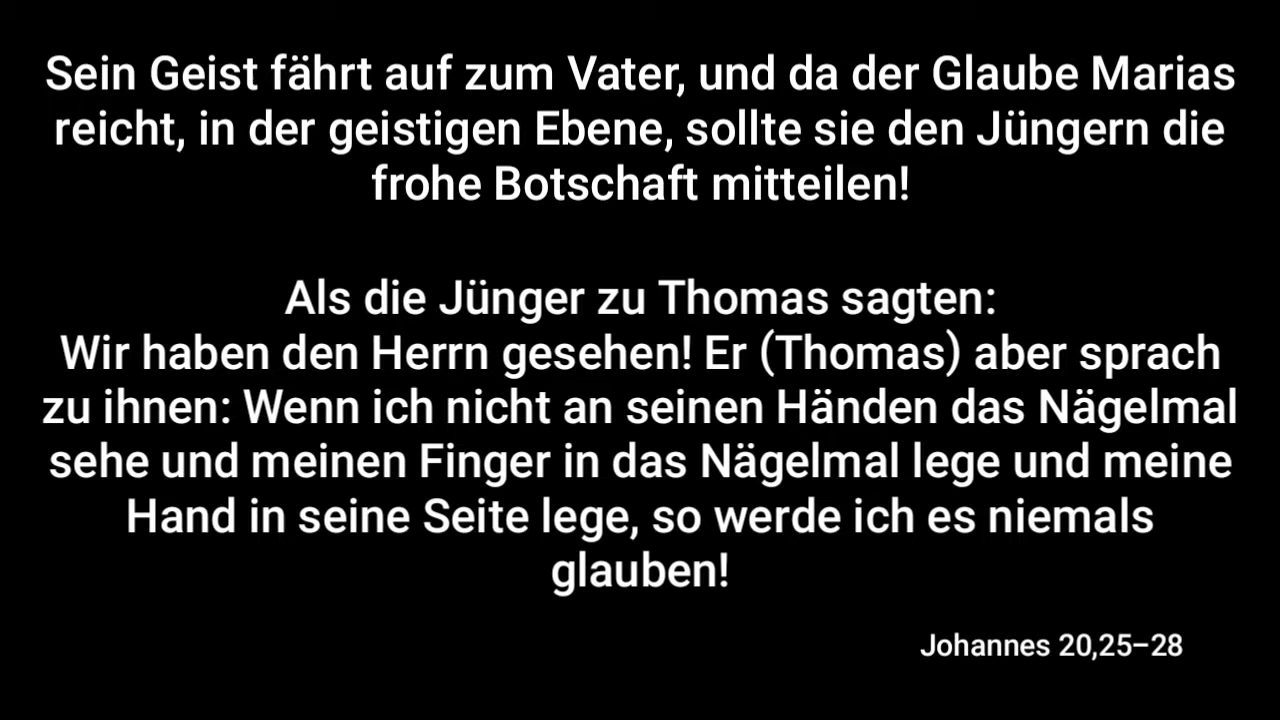 Sein Geist fährt auf zum Vater, und da der Glaube Marias
reicht, in der geistigen Ebene, sollte sie den Jüngern die
frohe Botschaft mitteilen!
Als die Jünger zu Thomas sagten:
Wir haben den Herrn gesehen! Er (Thomas) aber sprach
zu ihnen: Wenn ich nicht an seinen Händen das Nägelmal
sehe und meinen Finger in das Nägelmal lege und meine
Hand in seine Seite lege, so werde ich es niemals
glauben!
Johannes 20,25–28